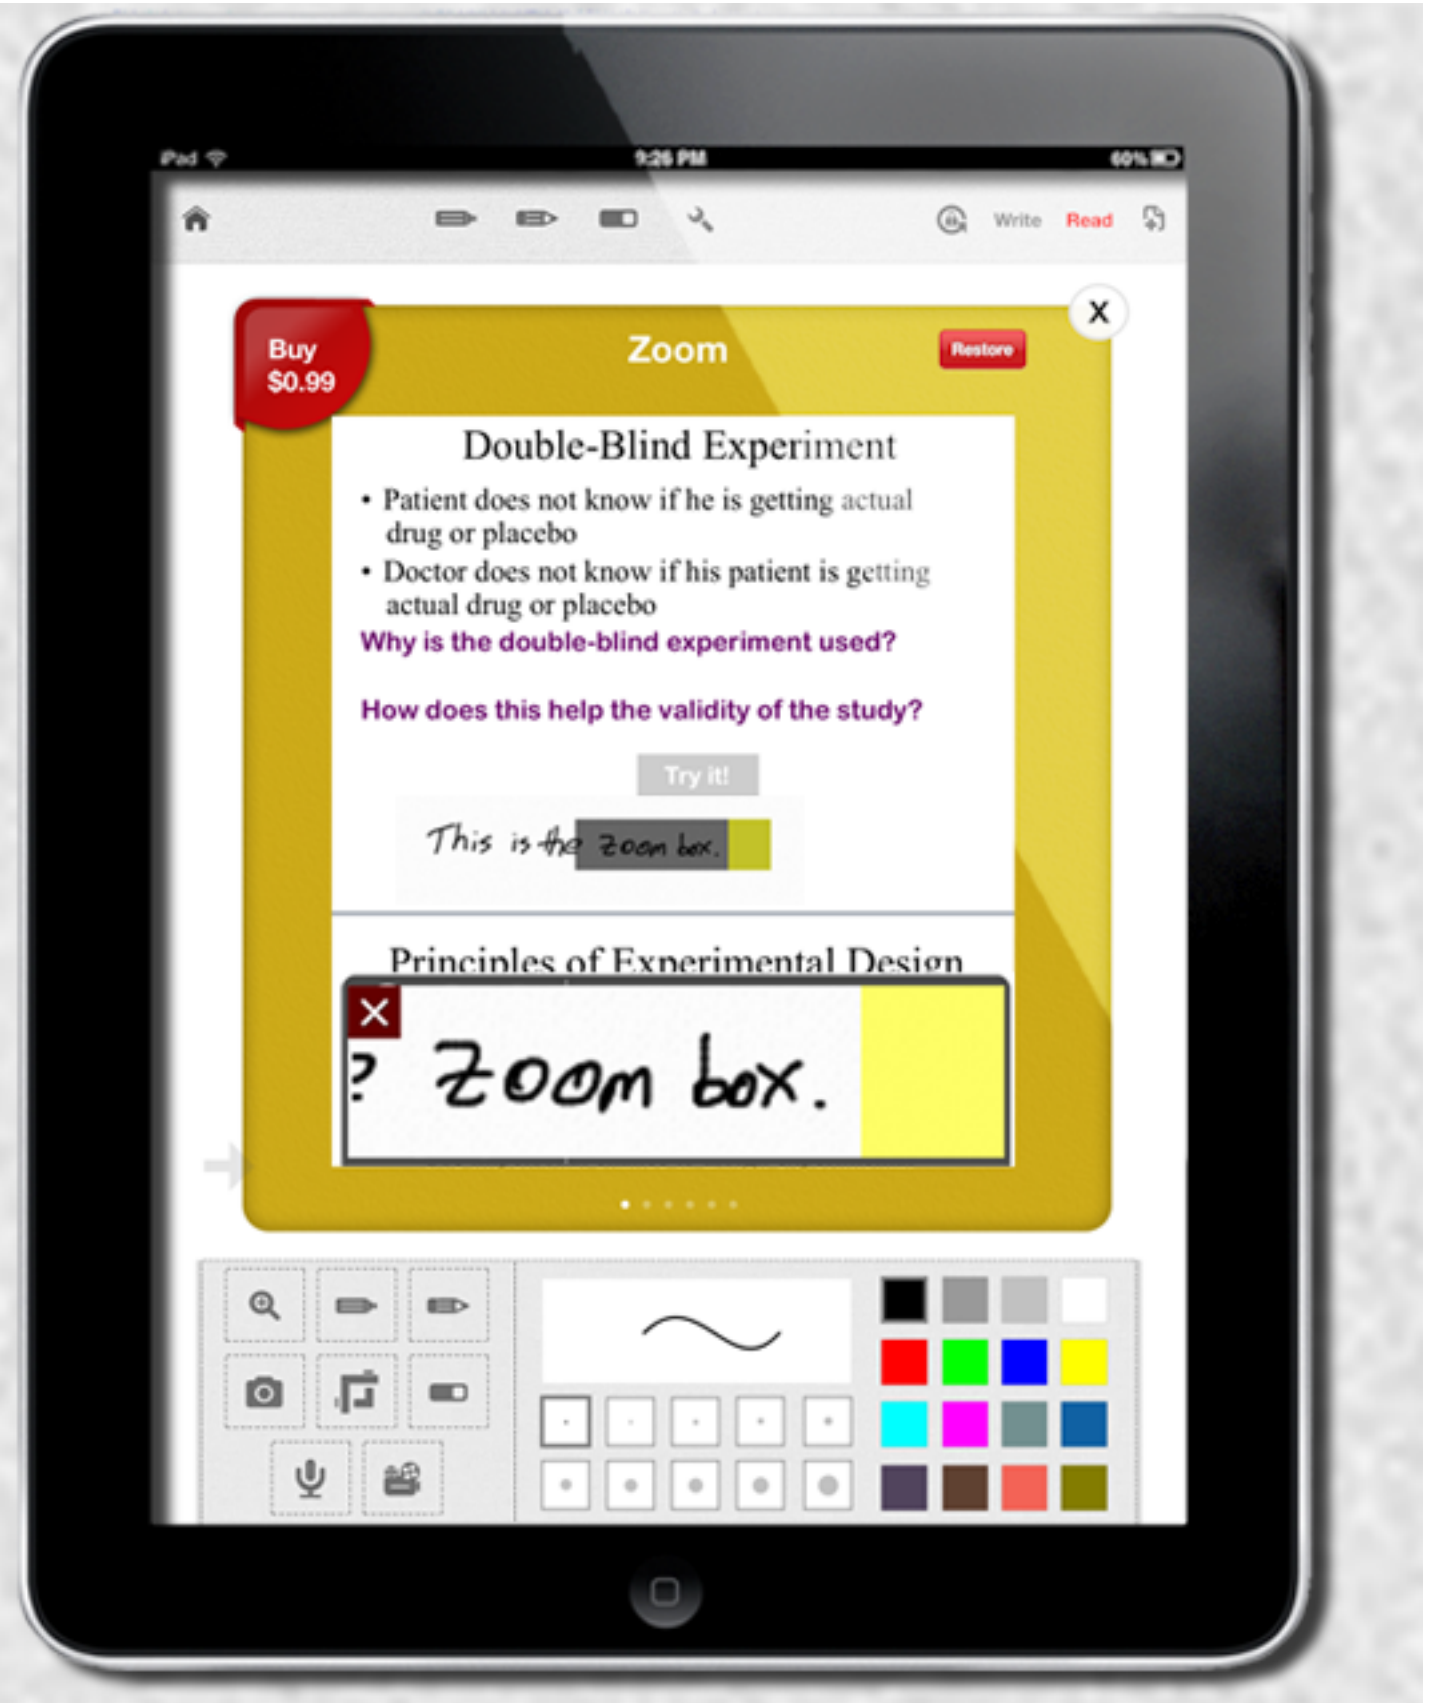 iPad 9:26 PM 60%
Write Read
Buy
$0.99
Zoom
Restore
X
Double-Blind Experiment
• Patient does not know if he is getting actual
drug or placebo
• Doctor does not know if his patient is getting
actual drug or placebo
Why is the double-blind experiment used?
How does this help the validity of the study?
Try it!
This is the zoom box.
Principles of Experimental Design
? Zoom box.